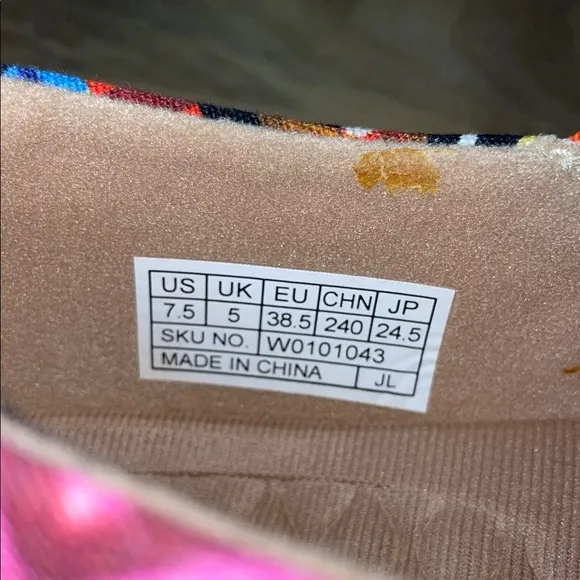 US UK EU CHN JP
7.5 5 38.5 240 24.5
SKU NO. W0101043
MADE IN CHINA JL